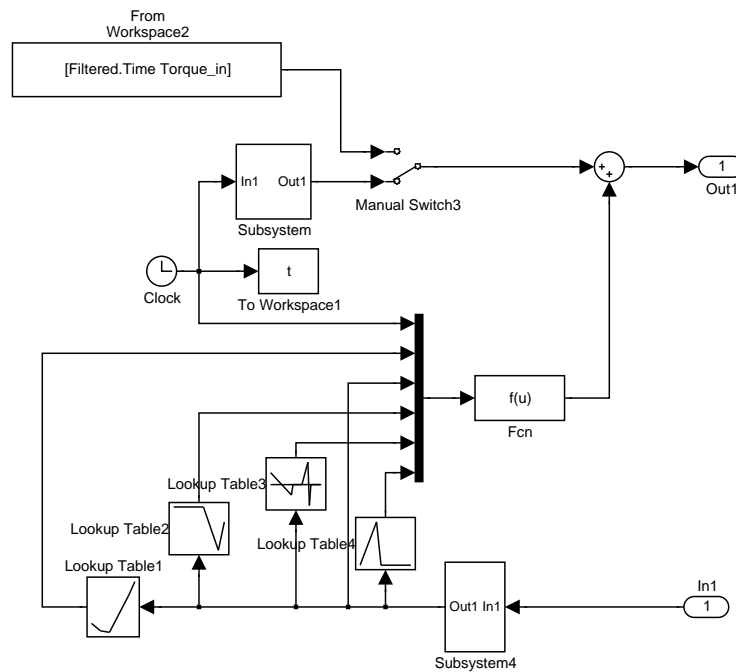 From
Workspace2
[Filtered.Time Torque_in]
In1
Out1
Subsystem
Manual Switch3
+
+
1
Out1
Clock
t
To Workspace1
f(u)
Fcn
Lookup Table3
Lookup Table2
Lookup Table4
Lookup Table1
Out1 In1
Subsystem4
In1
1